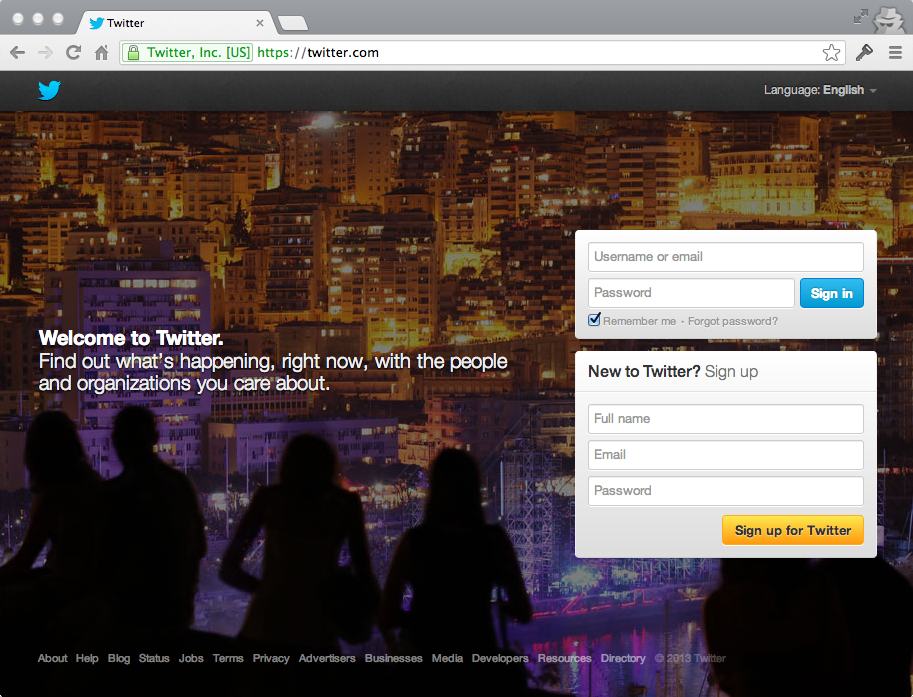 Twitter
Twitter, Inc. [US] https://twitter.com
Language: English
Username or email
Password
Sign in
Remember me · Forgot password?
Welcome to Twitter.
Find out what's happening, right now, with the people
and organizations you care about.
New to Twitter? Sign up
Full name
Email
Password
Sign up for Twitter
About Help Blog Status Jobs Terms Privacy Advertisers Businesses Media Developers Resources Directory © 2013 Twitter